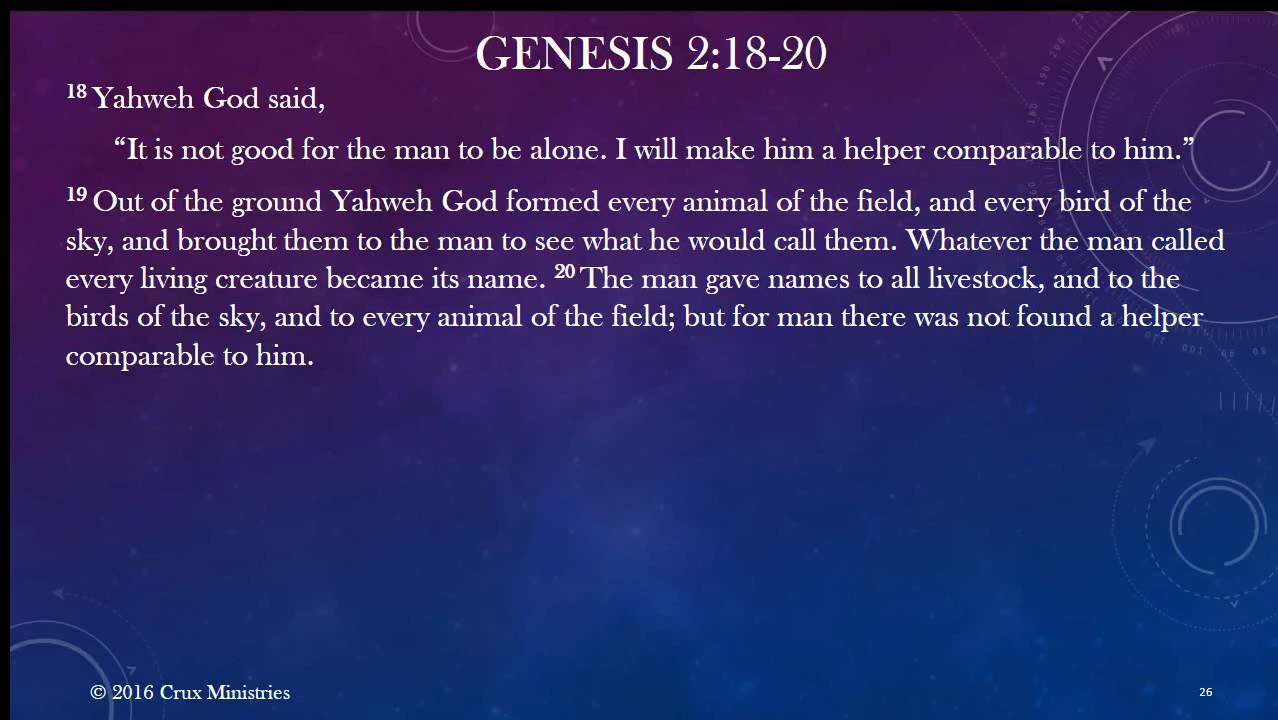 GENESIS 2:18-20
18 Yahweh God said,
“It is not good for the man to be alone. I will make him a helper comparable to him.”
19 Out of the ground Yahweh God formed every animal of the field, and every bird of the
sky, and brought them to the man to see what he would call them. Whatever the man called
every living creature became its name. 20 The man gave names to all livestock, and to the
birds of the sky, and to every animal of the field; but for man there was not found a helper
comparable to him.
© 2016 Crux Ministries
26